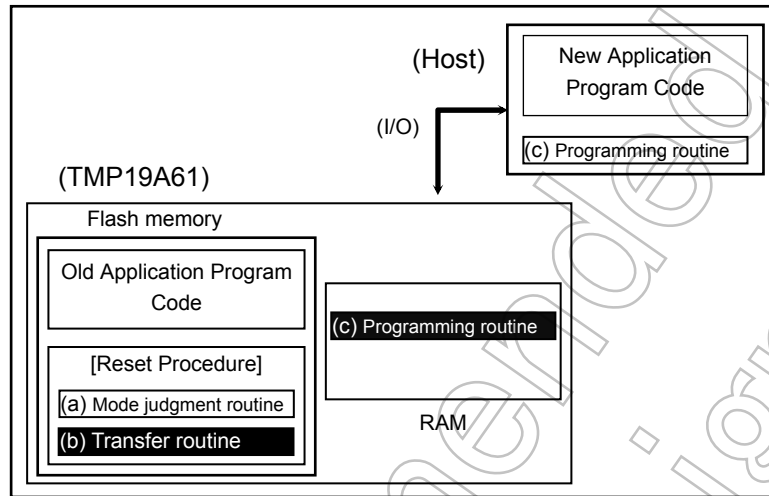 (Host)
New Application
Program Code
(I/O)
(c) Programming routine
(TMP19A61)
Flash memory
Old Application Program
Code
(c) Programming routine
[Reset Procedure]
(a) Mode judgment routine
(b) Transfer routine
RAM